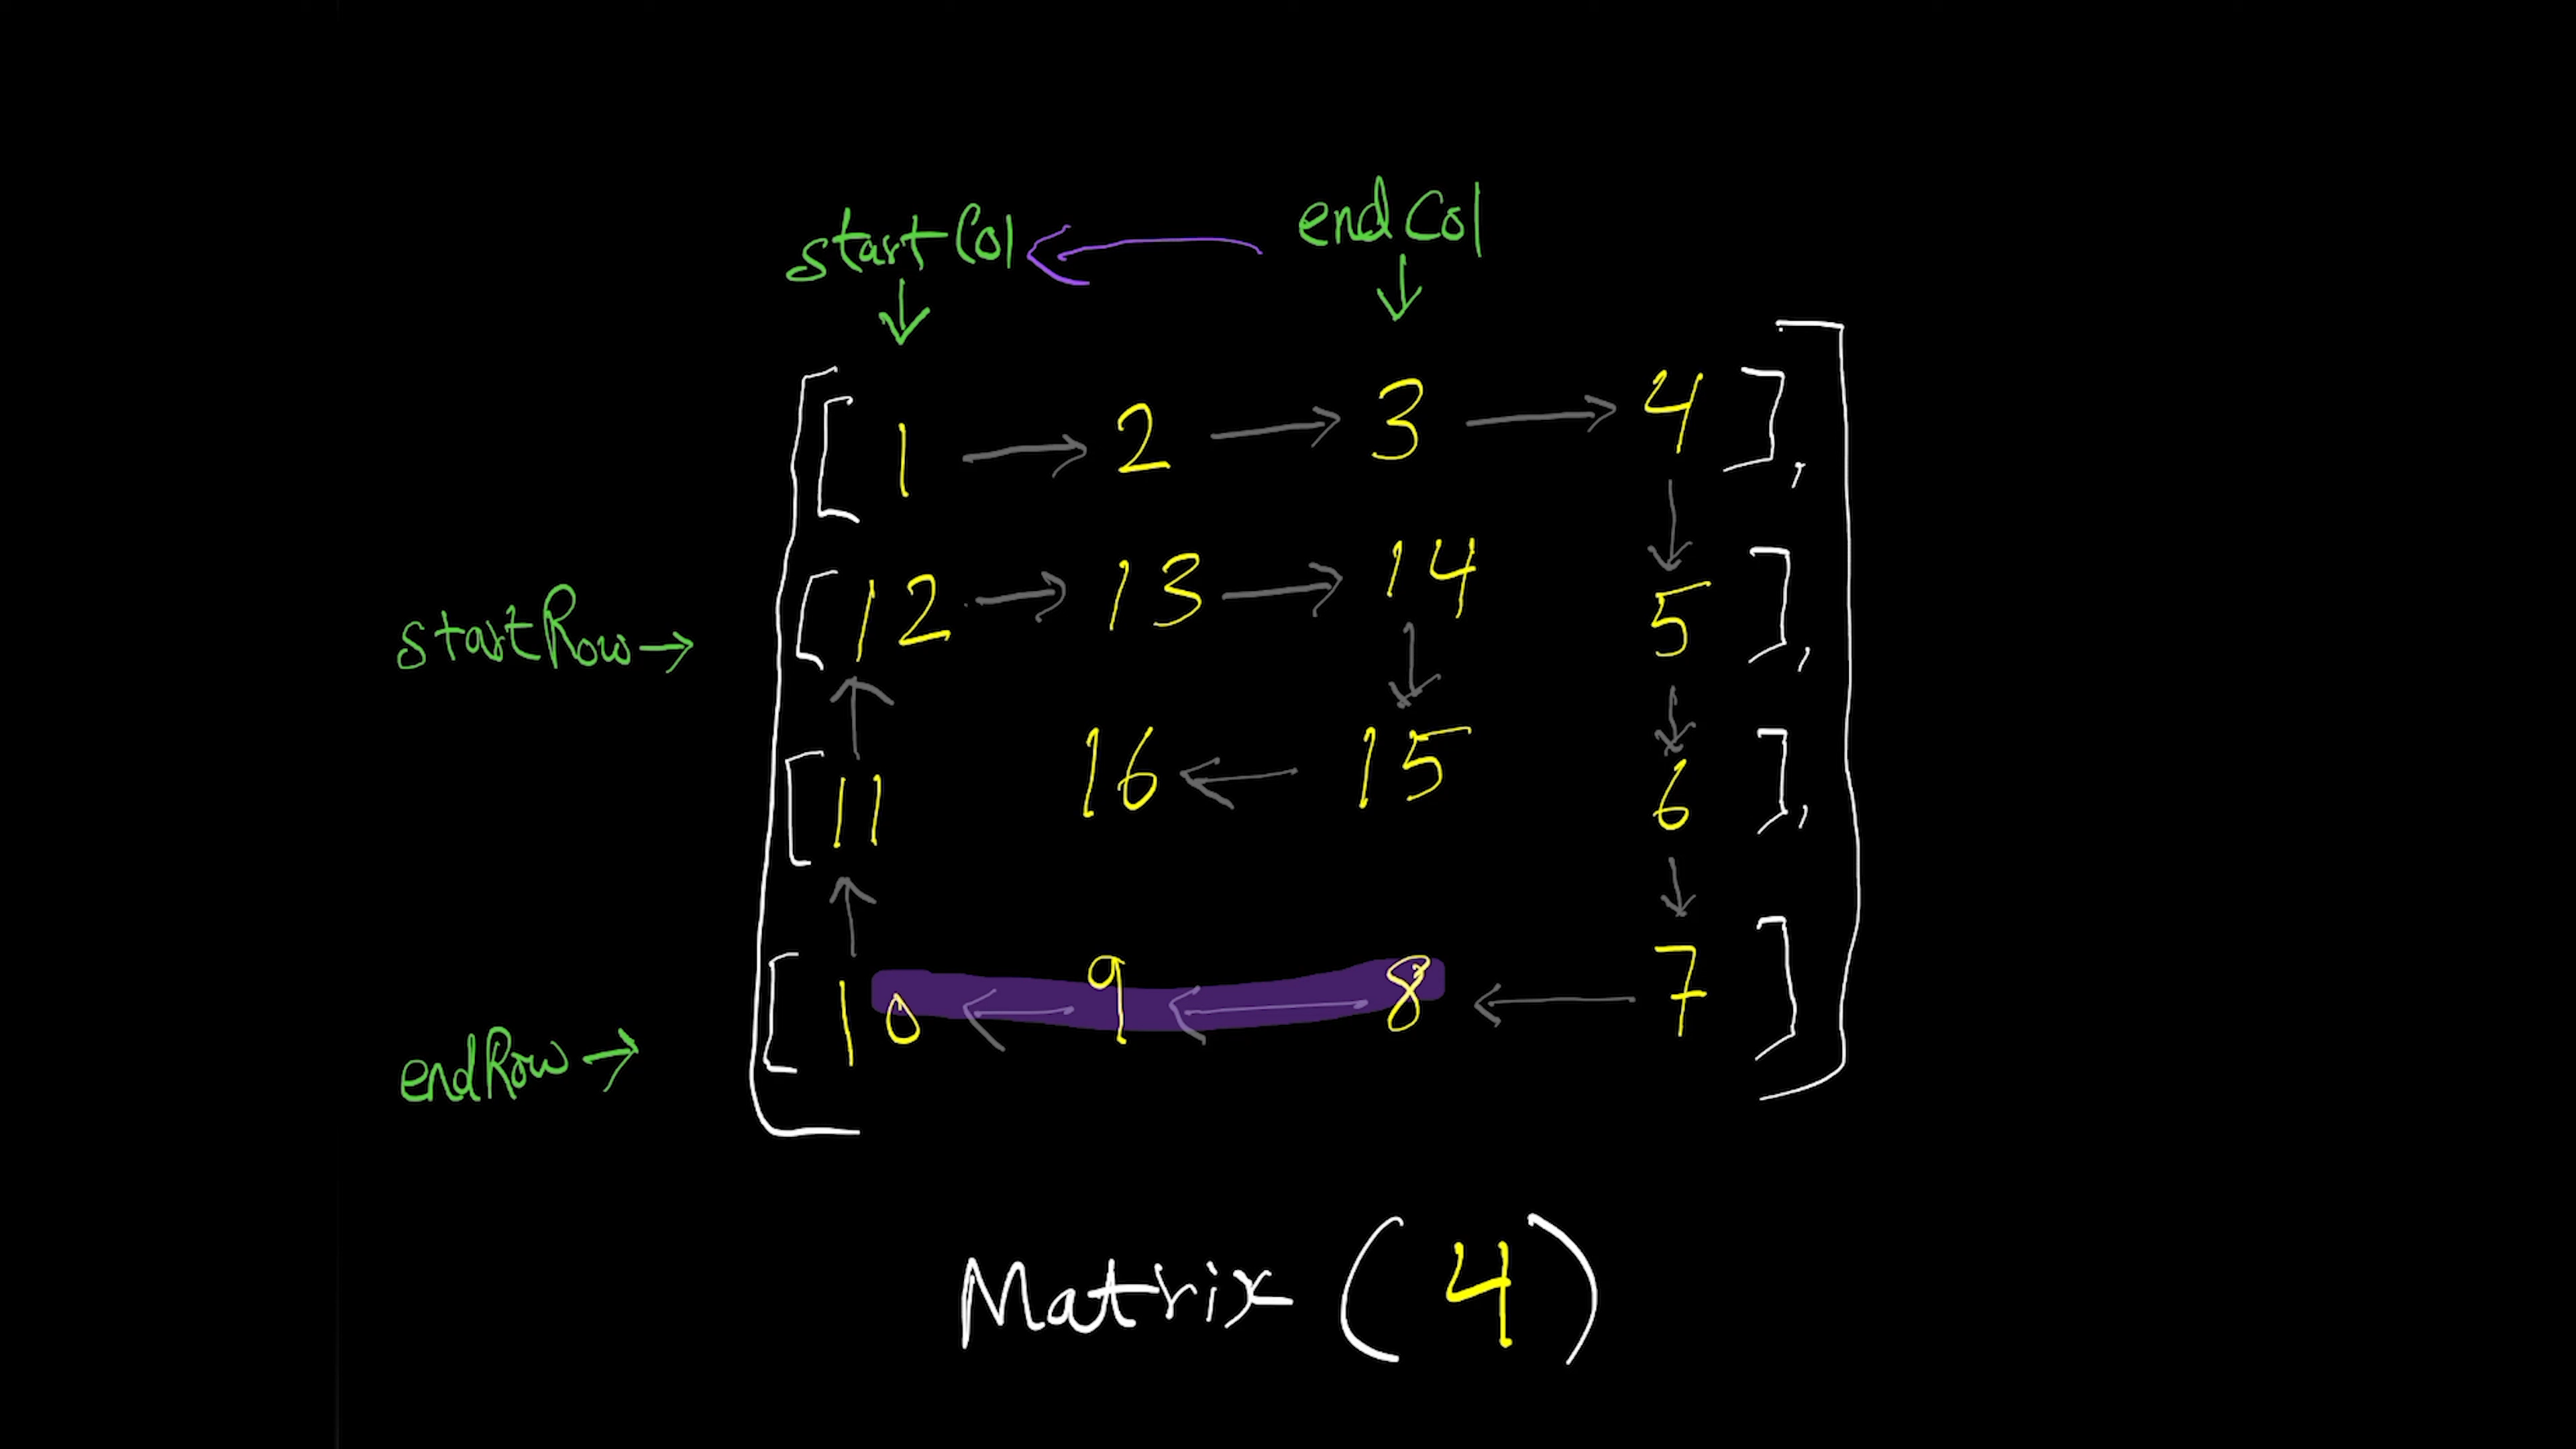 startCol ← endCol
↓ ↓
[ [ 1 → 2 → 3 → 4 ],
↓
startRow → [ 12 → 13 → 14 5 ],
↑ ↓ ↓
[ 11 16 ← 15 6 ],
↑ ↓
endRow → [ 10 ← 9 ← 8 ← 7 ] ]
Matrix ( 4 )